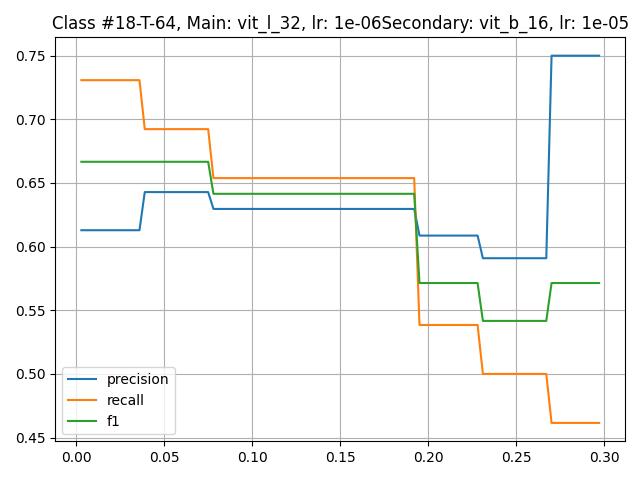 Class #18-T-64, Main: vit_l_32, lr: 1e-06Secondary: vit_b_16, lr: 1e-05
0.75
0.70
0.65
0.60
0.55
0.50
0.45
precision
recall
f1
0.00 0.05 0.10 0.15 0.20 0.25 0.30